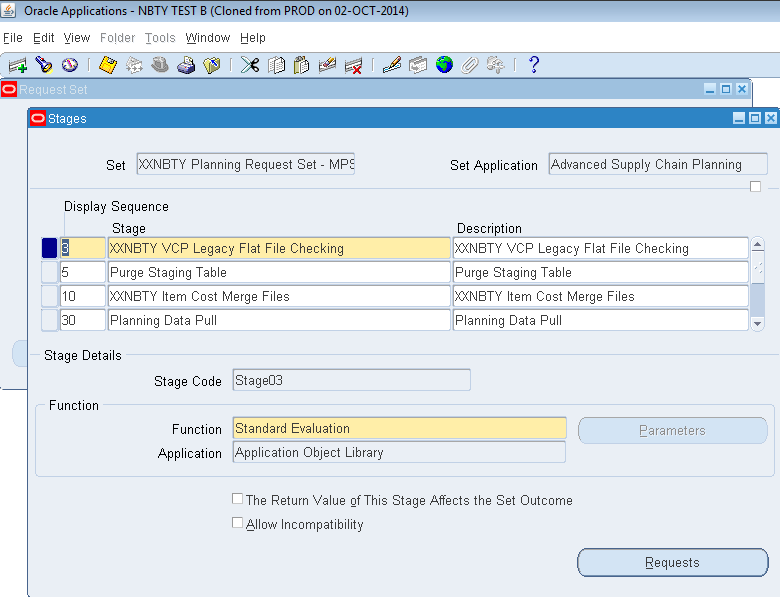 Oracle Applications - NBTY TEST B (Cloned from PROD on 02-OCT-2014)
File Edit View Folder Tools Window Help
Request Set
Stages
Set XXNBTY Planning Request Set - MPS Set Application Advanced Supply Chain Planning
Display Sequence
Stage Description
3 XXNBTY VCP Legacy Flat File Checking XXNBTY VCP Legacy Flat File Checking
5 Purge Staging Table Purge Staging Table
10 XXNBTY Item Cost Merge Files XXNBTY Item Cost Merge Files
30 Planning Data Pull Planning Data Pull
Stage Details
Stage Code Stage03
Function
Function Standard Evaluation Parameters
Application Application Object Library
The Return Value of This Stage Affects the Set Outcome
Allow Incompatibility
Requests